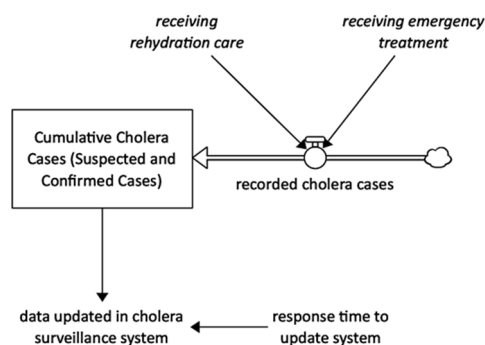 receiving
rehydration care
receiving emergency
treatment
Cumulative Cholera
Cases (Suspected and
Confirmed Cases)
recorded cholera cases
data updated in cholera
surveillance system
response time to
update system